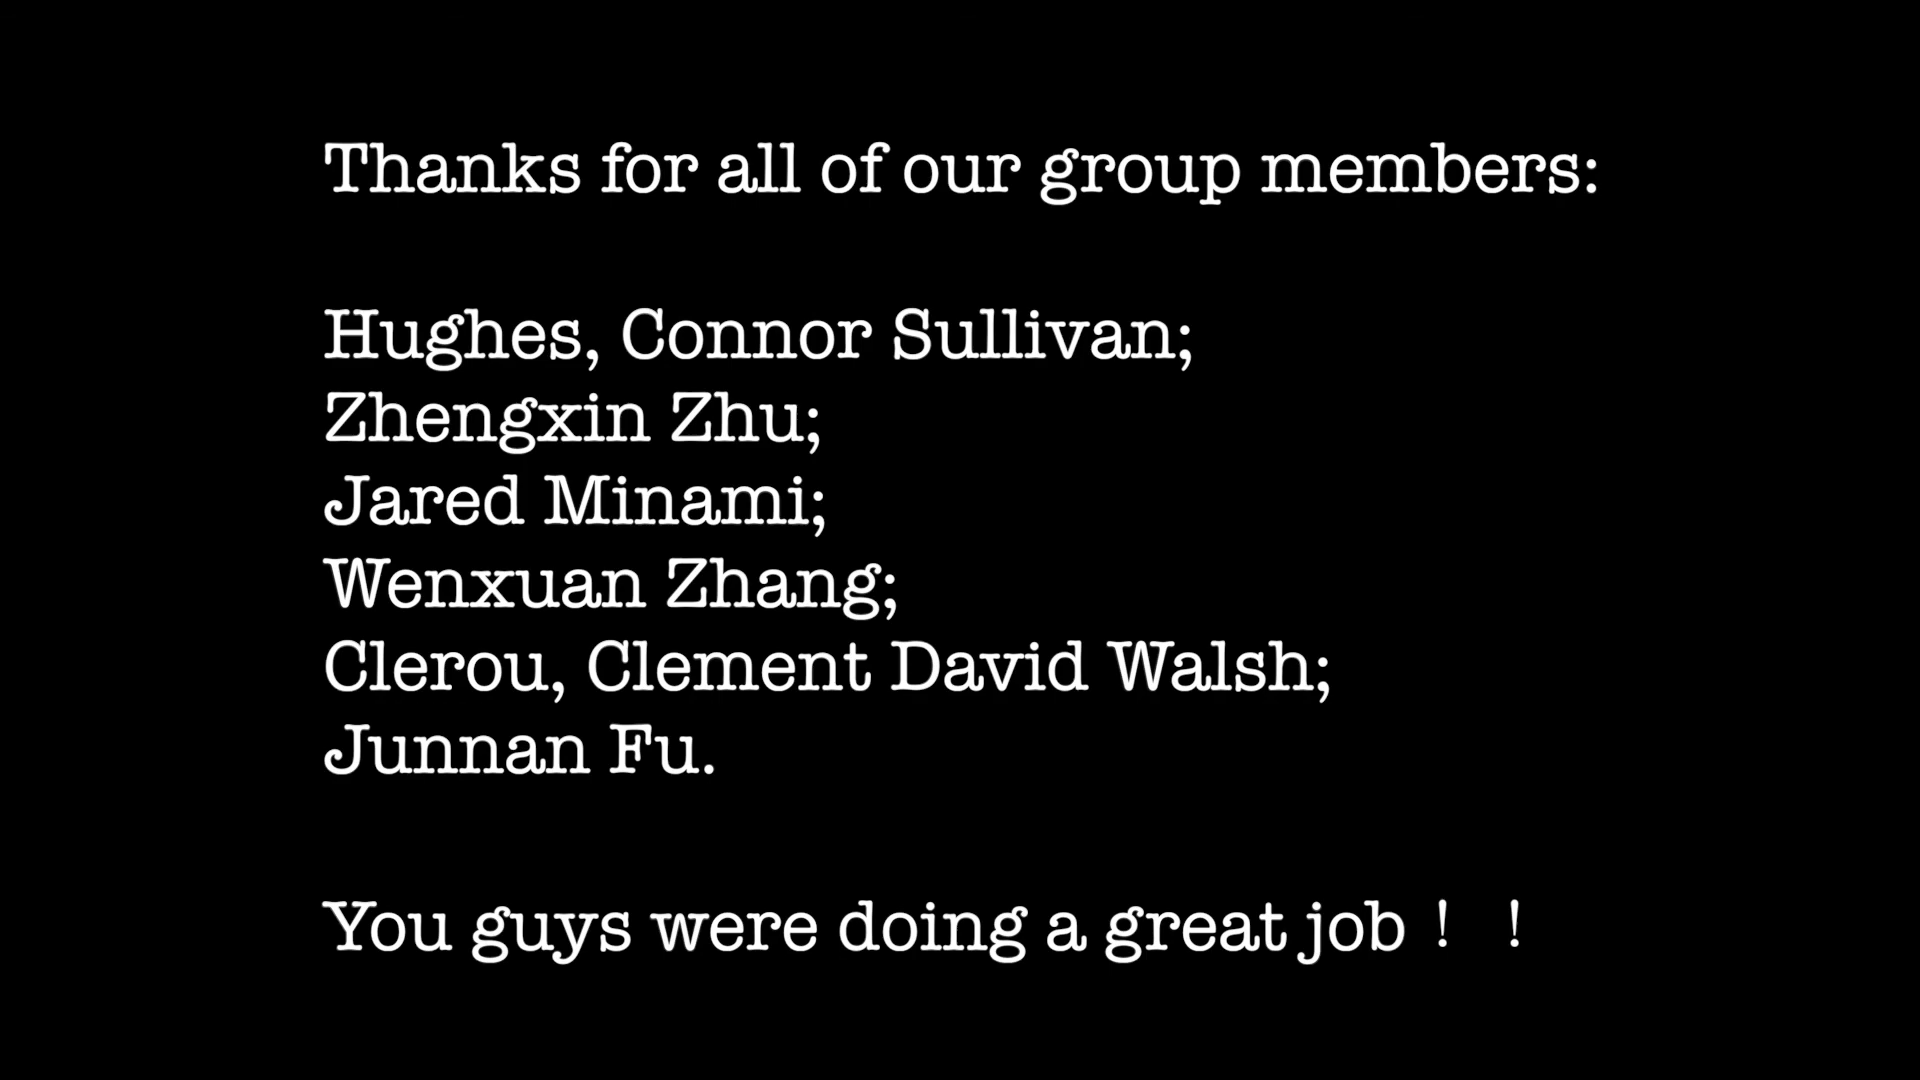 Thanks for all of our group members:
Hughes, Connor Sullivan;
Zhengxin Zhu;
Jared Minami;
Wenxuan Zhang;
Clerou, Clement David Walsh;
Junnan Fu.
You guys were doing a great job！！